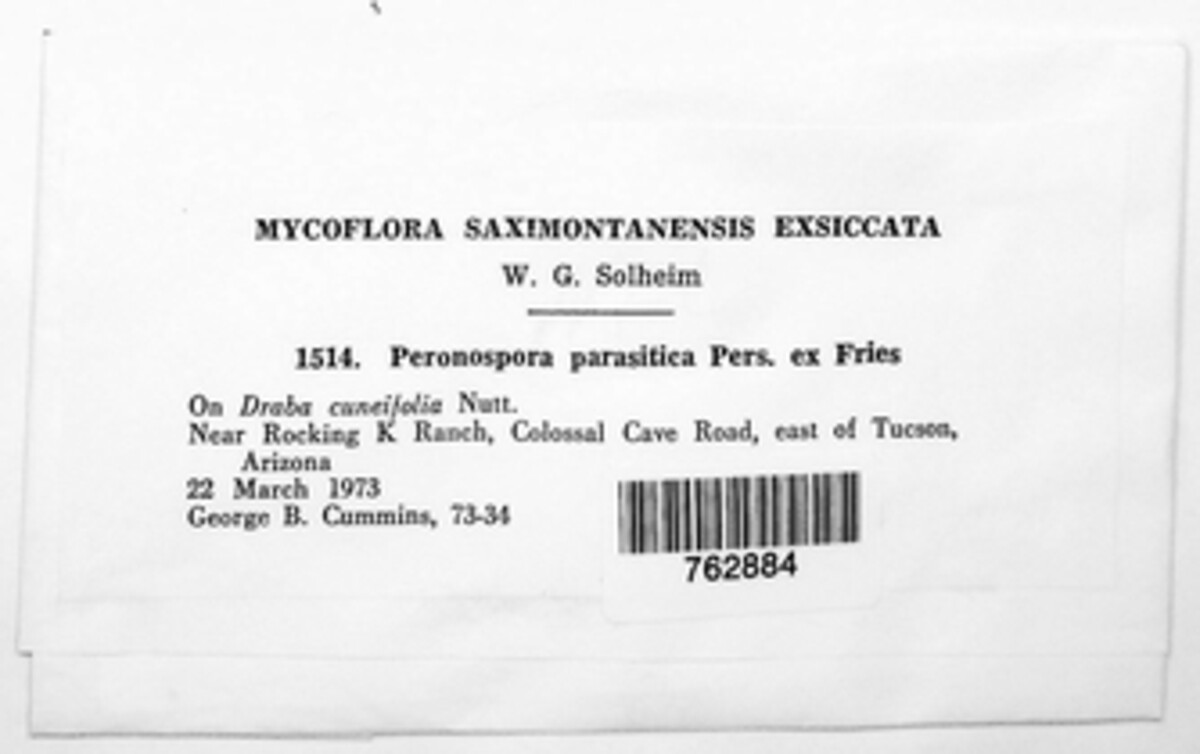 MYCOFLORA SAXIMONTANENSIS EXSICCATA
W. G. Solheim
1514. Peronospora parasitica Pers. ex Fries
On Draba cuneifolia Nutt.
Near Rocking K Ranch, Colossal Cave Road, east of Tucson,
Arizona
22 March 1973
George B. Cummins, 73-34
762884